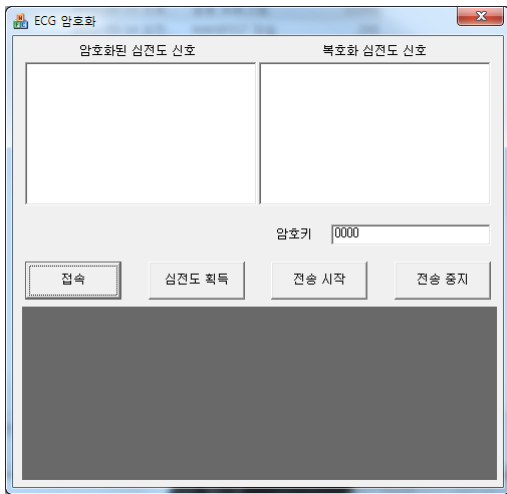 ECG 암호화
암호화된 심전도 신호
복호화 심전도 신호
암호키 0000
접속 심전도 획득 전송 시작 전송 중지